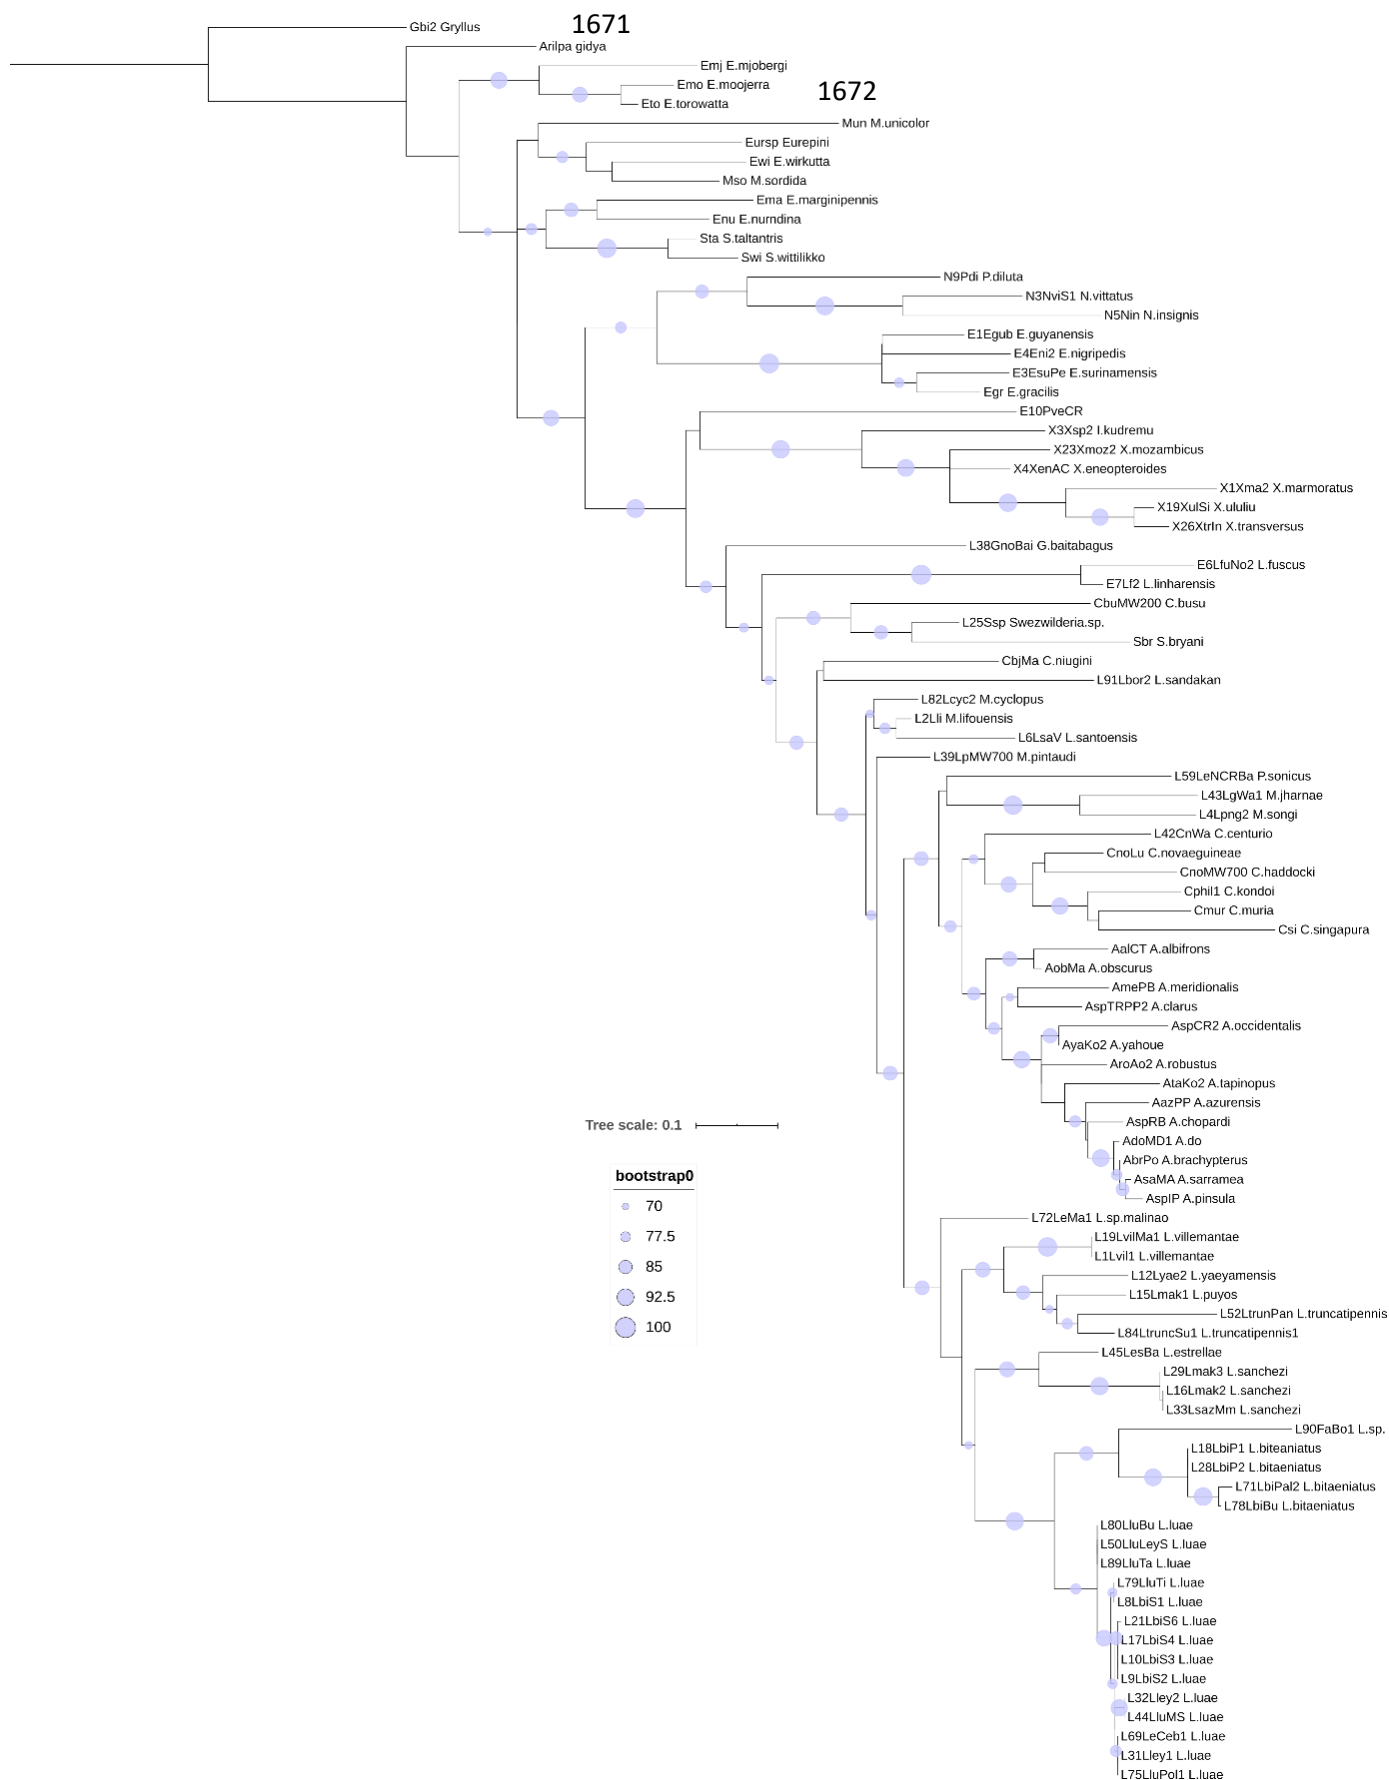 Gbi2 Gryllus
1671
Arilpa gidya
Emj E.mjobergi
Emo E.moojerra
1672
Eto E.torowatta
Mun M.unicolor
Eursp Eurepini
Ewi E.wirkutta
Mso M.sordida
Ema E.marginipennis
Enu E.nurndina
Sta S.taltantris
Swi S.wittilikko
N9Pdi P.diluta
N3NviS1 N.vittatus
N5Nin N.insignis
E1Egub E.guyanensis
E4Eni2 E.nigripedis
E3EsuPe E.surinamensis
Egr E.gracilis
E10PveCR
X3Xsp2 I.kudremu
X23Xmoz2 X.mozambicus
X4XenAC X.eneopteroides
X1Xma2 X.marmoratus
X19XulSi X.ululiu
X26XtrIn X.transversus
L38GnoBai G.baitabagus
E6LfuNo2 L.fuscus
E7Lf2 L.linharensis
CbuMW200 C.busu
L25Ssp Swezwilderia.sp.
Sbr S.bryani
CbjMa C.niugini
L91Lbor2 L.sandakan
L82Lcyc2 M.cyclopus
L2Lli M.lifouensis
L6LsaV L.santoensis
L39LpMW700 M.pintaudi
L59LeNCRBa P.sonicus
L43LgWa1 M.jharnae
L4Lpng2 M.songi
L42CnWa C.centurio
CnoLu C.novaeguineae
CnoMW700 C.haddocki
Cphil1 C.kondoi
Cmur C.muria
Csi C.singapura
AalCT A.albifrons
AobMa A.obscurus
AmePB A.meridionalis
AspTRPP2 A.clarus
AspCR2 A.occidentalis
AyaKo2 A.yahoue
AroAo2 A.robustus
AtaKo2 A.tapinopus
AazPP A.azurensis
AspRB A.chopardi
Tree scale: 0.1
AdoMD1 A.do
AbrPo A.brachypterus
bootstrap0
AsaMA A.sarramea
AspIP A.pinsula
70
L72LeMa1 L.sp.malinao
77.5
L19LvilMa1 L.villemantae
L1Lvil1 L.villemantae
85
L12Lyae2 L.yaeyamensis
L15Lmak1 L.puyos
92.5
L52LtrunPan L.truncatipennis
100
L84LtruncSu1 L.truncatipennis1
L45LesBa L.estrellae
L29Lmak3 L.sanchezi
L16Lmak2 L.sanchezi
L33LsazMm L.sanchezi
L90FaBo1 L.sp.
L18LbiP1 L.biteaniatus
L28LbiP2 L.bitaeniatus
L71LbiPal2 L.bitaeniatus
L78LbiBu L.bitaeniatus
L80LluBu L.luae
L50LluLeyS L.luae
L89LluTa L.luae
L79LluTi L.luae
L8LbiS1 L.luae
L21LbiS6 L.luae
L17LbiS4 L.luae
L10LbiS3 L.luae
L9LbiS2 L.luae
L32Lley2 L.luae
L44LluMS L.luae
L69LeCeb1 L.luae
L31Lley1 L.luae
L75LluPol1 L.luae